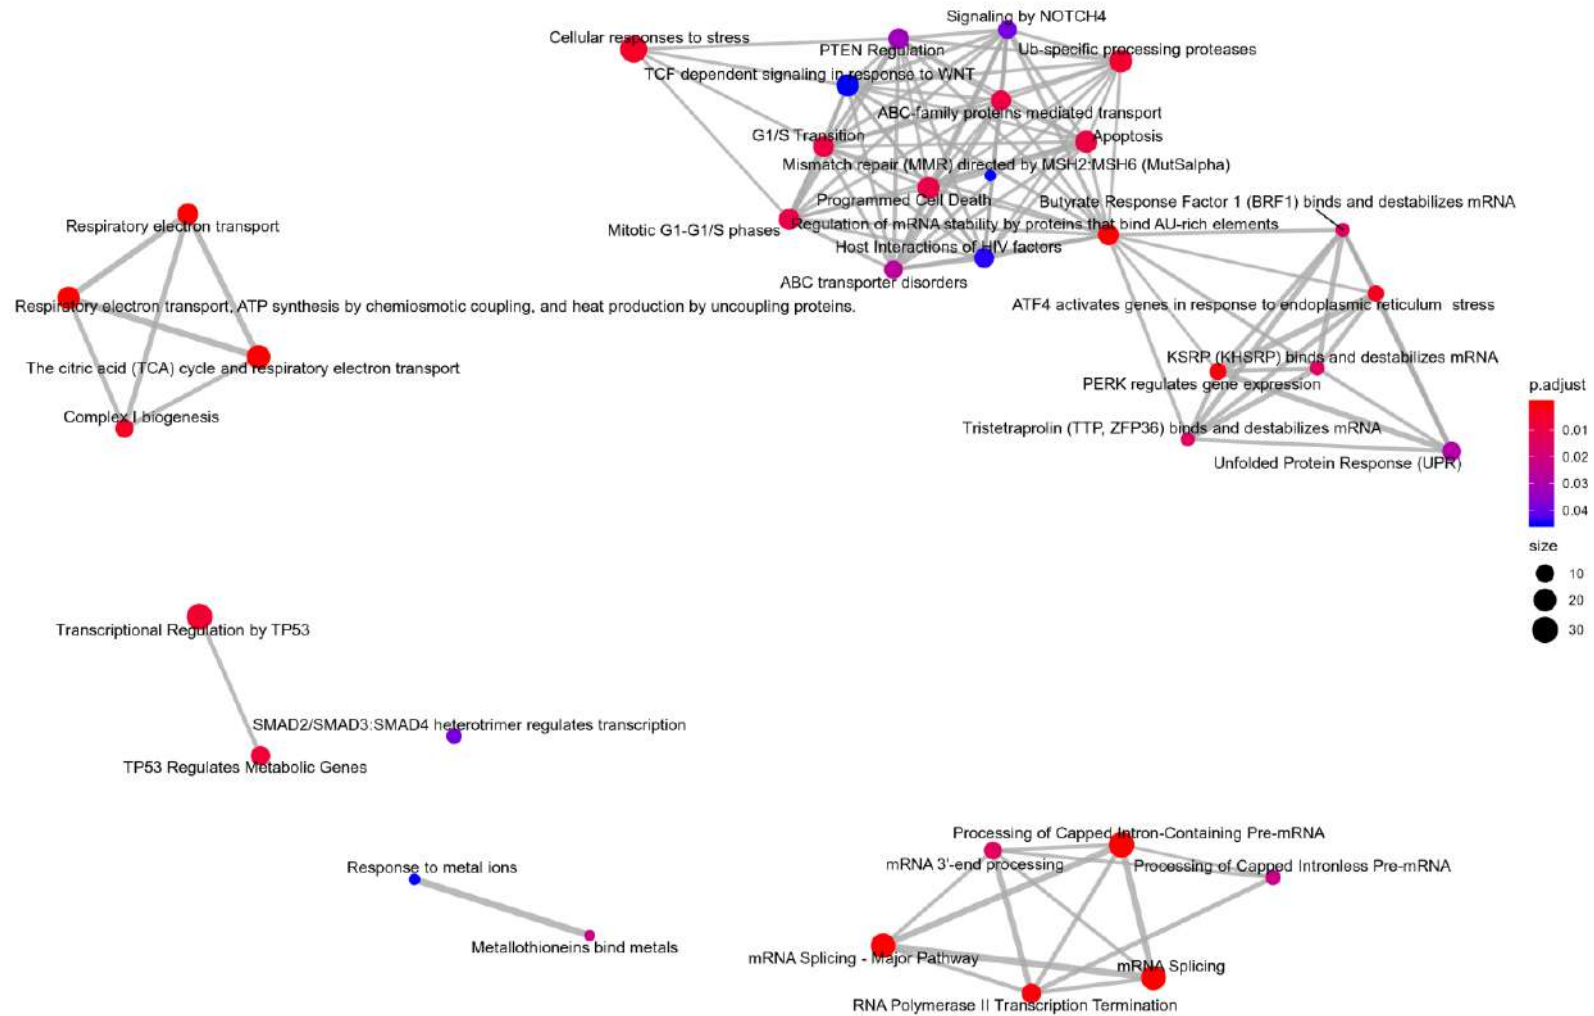 Signaling by NOTCH4
Cellular responses to stress
PTEN Regulation
Ub-specific processing proteases
TCF dependent signaling in response to WNT
ABC-family proteins mediated transport
G1/S Transition
Apoptosis
Mismatch repair (MMR) directed by MSH2:MSH6 (MutSalpha)
Programmed Cell Death
Butyrate Response Factor 1 (BRF1) binds and destabilizes mRNA
Respiratory electron transport
Mitotic G1-G1/S phases
Regulation of mRNA stability by proteins that bind AU-rich elements
Host Interactions of HIV factors
ABC transporter disorders
Respiratory electron transport, ATP synthesis by chemiosmotic coupling, and heat production by uncoupling proteins.
ATF4 activates genes in response to endoplasmic reticulum stress
KSRP (KHSRP) binds and destabilizes mRNA
The citric acid (TCA) cycle and respiratory electron transport
PERK regulates gene expression
Complex I biogenesis
Tristetraprolin (TTP, ZFP36) binds and destabilizes mRNA
Unfolded Protein Response (UPR)
p.adjust
0.01
0.02
0.03
0.04
size
10
20
30
Transcriptional Regulation by TP53
SMAD2/SMAD3:SMAD4 heterotrimer regulates transcription
TP53 Regulates Metabolic Genes
Processing of Capped Intron-Containing Pre-mRNA
mRNA 3'-end processing
Processing of Capped Intronless Pre-mRNA
Response to metal ions
Metallothioneins bind metals
mRNA Splicing - Major Pathway
mRNA Splicing
RNA Polymerase II Transcription Termination